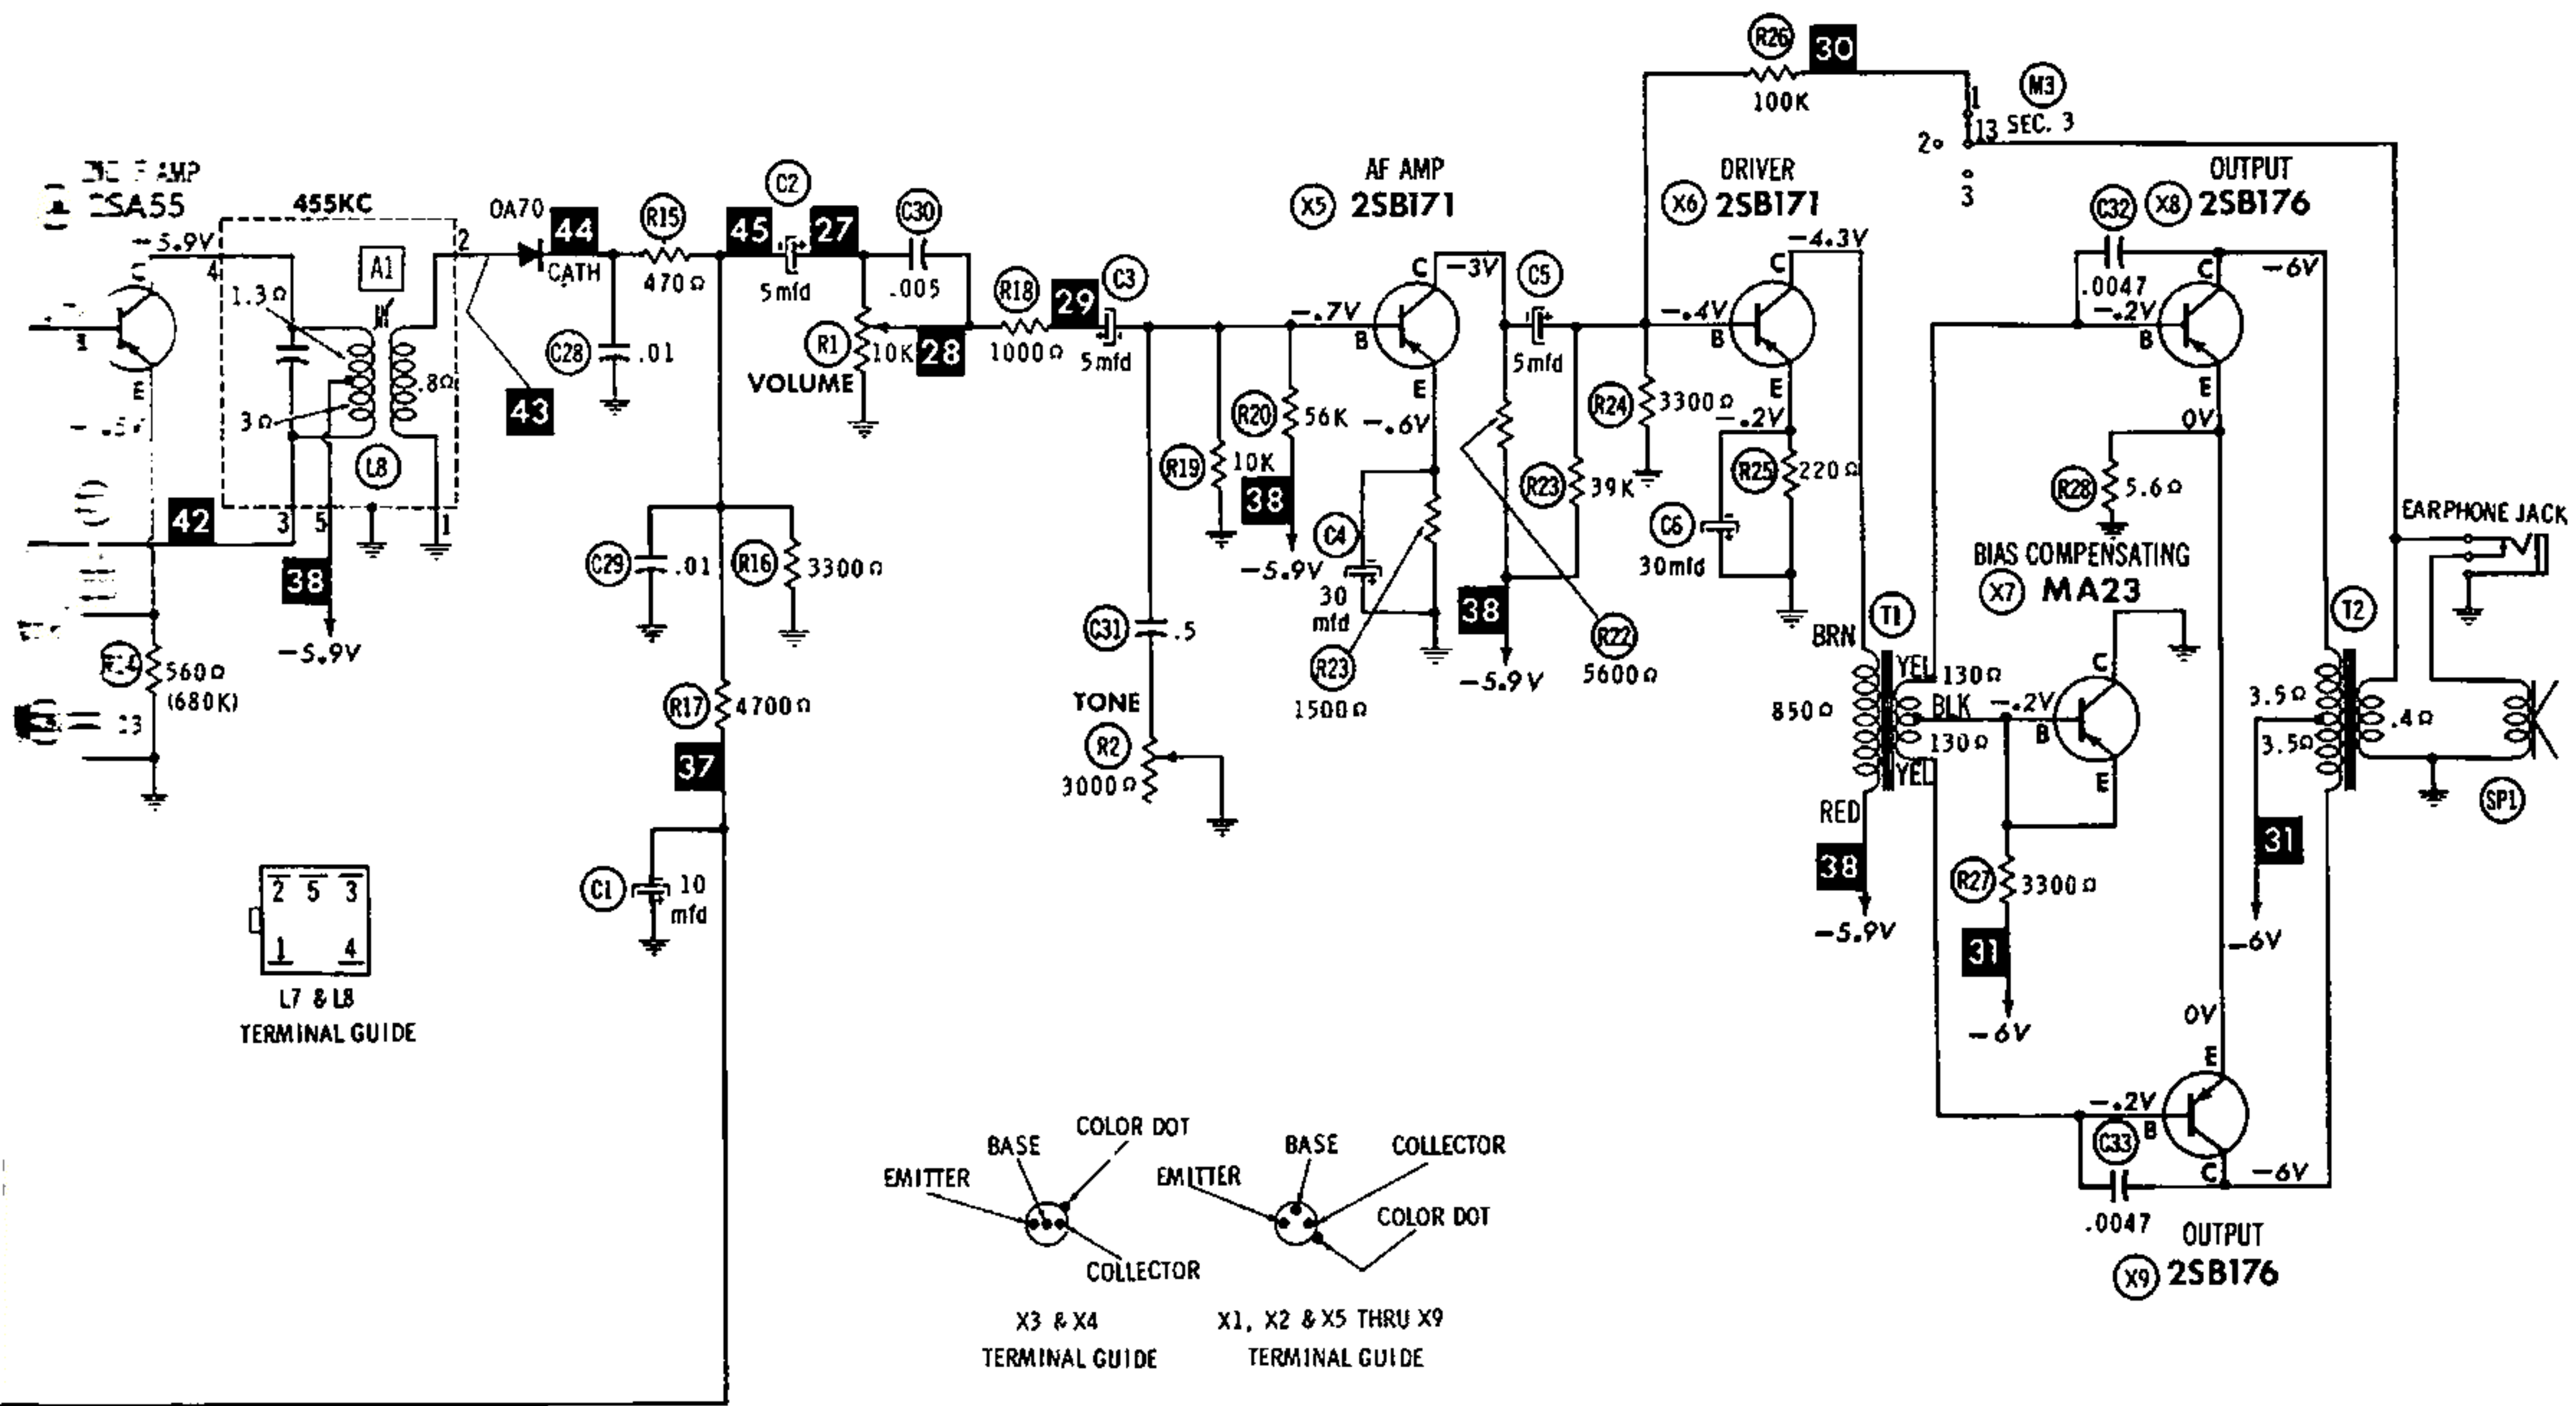 R26
30
100K
1
M3
2
13 SEC. 3
3
AMP
2SA55
455KC
OA70
44
R15
45
C2
27
C30
AF AMP
X5 2SB171
DRIVER
X6 2SB171
OUTPUT
C32 X8 2SB176
-5.9V
C
4
A1
2
CATH
470Ω
5mfd
.005
R18
29
C3
C
-3V
C5
C
-4.3V
C
-6V
.0047
1.3Ω
C28 .01
R1
10K
28
VOLUME
1000Ω
5mfd
-.7V
B
5mfd
-.4V
B
-.2V
B
.8Ω
43
E
E
E
E
3Ω
L8
R19
10K
R20
56K
-.6V
R24
3300Ω
-.2V
0V
38
R23
39K
R25
220Ω
R28
5.6Ω
42
3
5
1
C29 .01
R16
3300Ω
-5.9V
C4
30
mfd
C6
30mfd
EARPHONE JACK
BIAS COMPENSATING
X7 MA23
38
-5.9V
38
-5.9V
C31 .5
R23
1500Ω
R22
5600Ω
T1
T2
BRN
560Ω
(680K)
R17
4700Ω
37
TONE
R2
3000Ω
850Ω
YEL
130Ω
BLK
130Ω
YEL
-.2V
C
B
E
3.5Ω
3.5Ω
.4Ω
SP1
RED
38
-5.9V
R27
3300Ω
31
-6V
31
-6V
2 5 3
1 4
L7 & L8
TERMINAL GUIDE
C1
10
mfd
0V
E
-.2V
B
C33
C
-6V
.0047
OUTPUT
X9 2SB176
EMITTER
BASE
COLOR DOT
COLLECTOR
X3 & X4
TERMINAL GUIDE
EMITTER
BASE
COLLECTOR
COLOR DOT
X1, X2 & X5 THRU X9
TERMINAL GUIDE